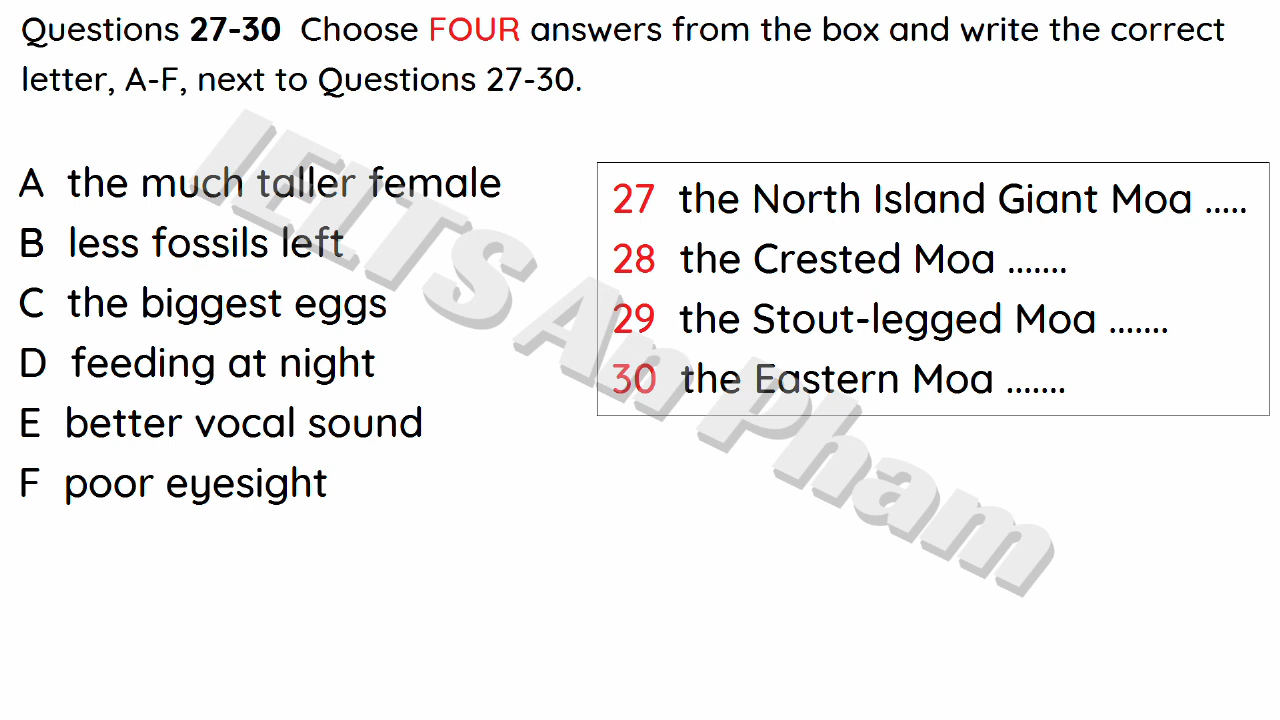 Questions 27-30 Choose FOUR answers from the box and write the correct
letter, A-F, next to Questions 27-30.
A the much taller female
B less fossils left
C the biggest eggs
D feeding at night
E better vocal sound
F poor eyesight
27 the North Island Giant Moa .....
28 the Crested Moa .......
29 the Stout-legged Moa .......
30 the Eastern Moa .......
IELTS An Pham